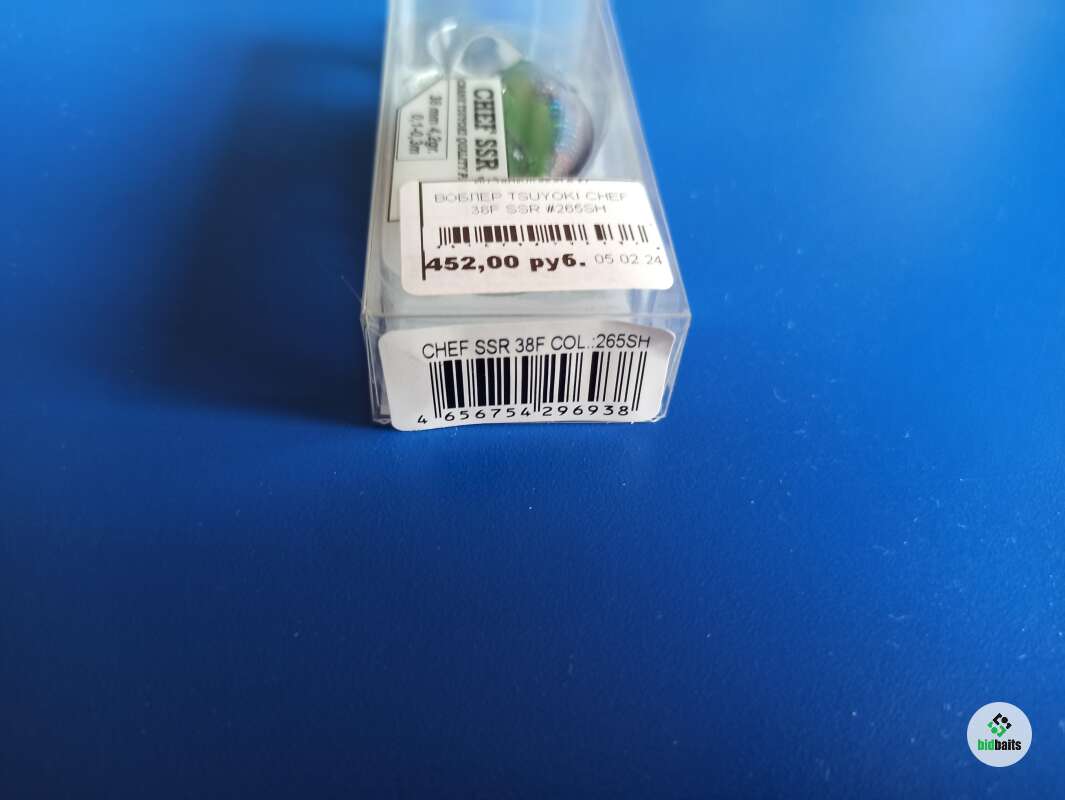 CHEF SSR
38 mm 4,2gr.
0,1-0,3m
ВОБЛЕР TSUYOKI CHEF
38F SSR #265SH
452,00 руб. 05 02 24
CHEF SSR 38F COL.:265SH
4 656754 296938
bidbaits